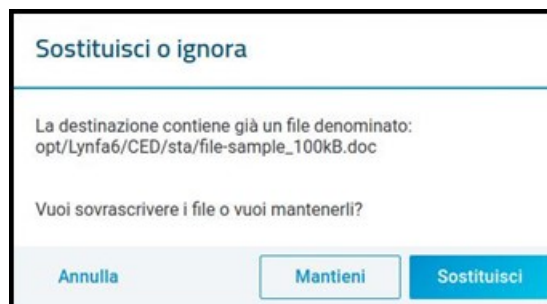 Sostituisci o ignora
La destinazione contiene già un file denominato:
opt/Lynfa6/CED/sta/file-sample_100kB.doc
Vuoi sovrascrivere i file o vuoi mantenerli?
Annulla Mantieni Sostituisci